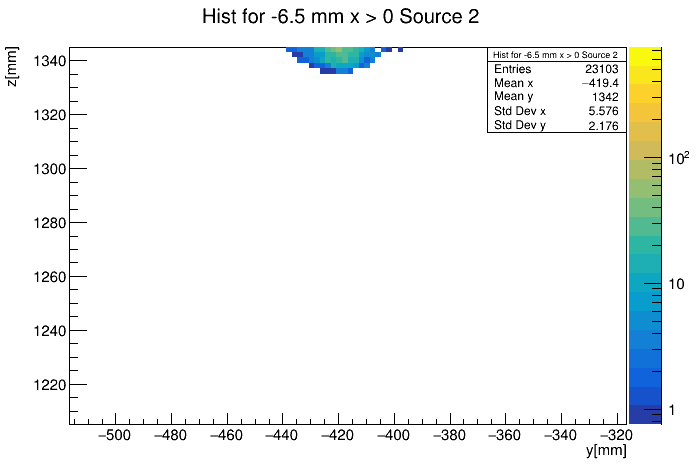 Hist for -6.5 mm x > 0 Source 2
z[mm]
1340
1320
1300
1280
1260
1240
1220
Hist for -6.5 mm x > 0 Source 2
Entries 23103
Mean x −419.4
Mean y 1342
Std Dev x 5.576
Std Dev y 2.176
10²
10
1
−500 −480 −460 −440 −420 −400 −380 −360 −340 −320
y[mm]